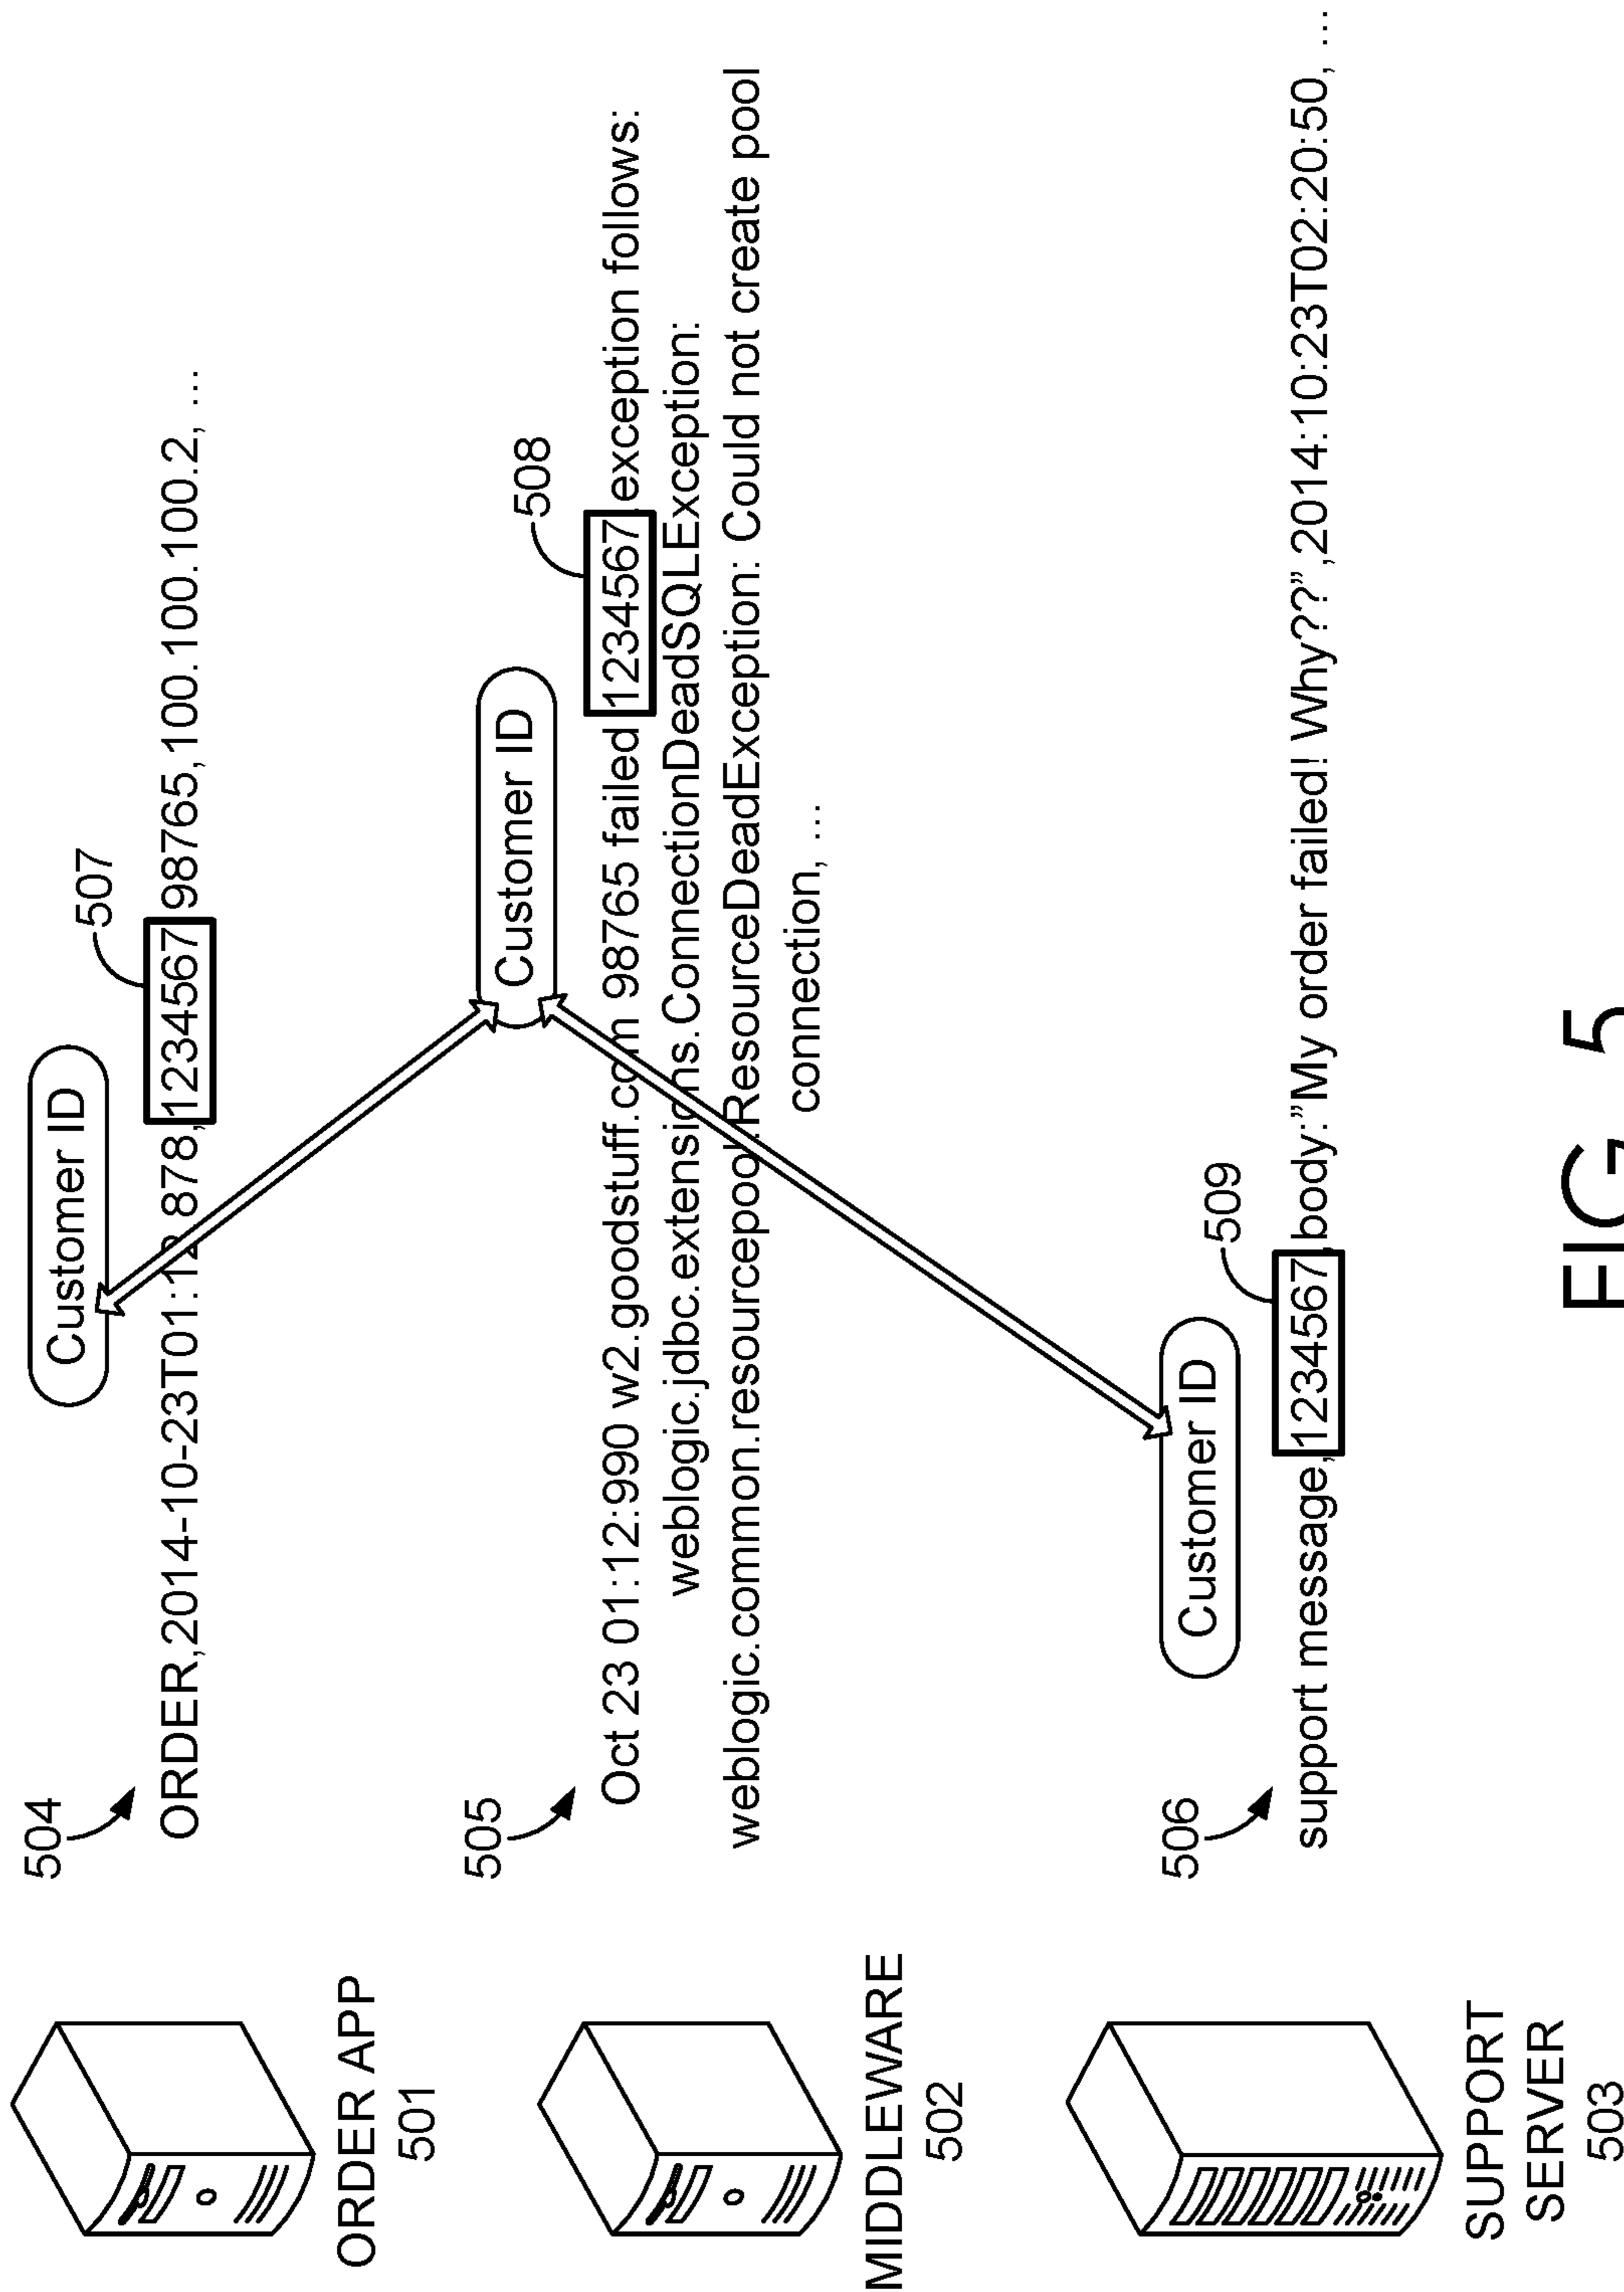 504
Customer ID
507
ORDER,2014-10-23T01:12.878,1234567,98765,100.100.100.2, …
ORDER APP
501
505
Customer ID
508
Oct 23 01:12:990 w2.goodstuff.com 98765 failed 1234567 exception follows:
weblogic.jdbc.extensions.ConnectionDeadSQLException:
weblogic.common.resourcepool.ResourceDeadException: Could not create pool
connection, …
MIDDLEWARE
502
506
Customer ID
509
support message,1234567,body:”My order failed! Why???”,2014:10:23T02:20:50, …
SUPPORT
SERVER
503
FIG. 5